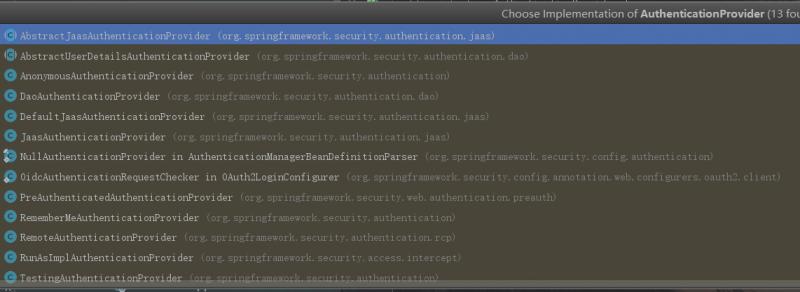 Choose Implementation of AuthenticationProvider (13 fou
AbstractJaasAuthenticationProvider (org.springframework.security.authentication.jaas)
AbstractUserDetailsAuthenticationProvider (org.springframework.security.authentication.dao)
AnonymousAuthenticationProvider (org.springframework.security.authentication)
DaoAuthenticationProvider (org.springframework.security.authentication.dao)
DefaultJaasAuthenticationProvider (org.springframework.security.authentication.jaas)
JaasAuthenticationProvider (org.springframework.security.authentication.jaas)
NullAuthenticationProvider in AuthenticationManagerBeanDefinitionParser (org.springframework.security.config.authentication)
OidcAuthenticationRequestChecker in OAuth2LoginConfigurer (org.springframework.security.config.annotation.web.configurers.oauth2.client)
PreAuthenticatedAuthenticationProvider (org.springframework.security.web.authentication.preauth)
RememberMeAuthenticationProvider (org.springframework.security.authentication)
RemoteAuthenticationProvider (org.springframework.security.authentication.rcp)
RunAsImplAuthenticationProvider (org.springframework.security.access.intercept)
TestingAuthenticationProvider (org.springframework.security.authentication)